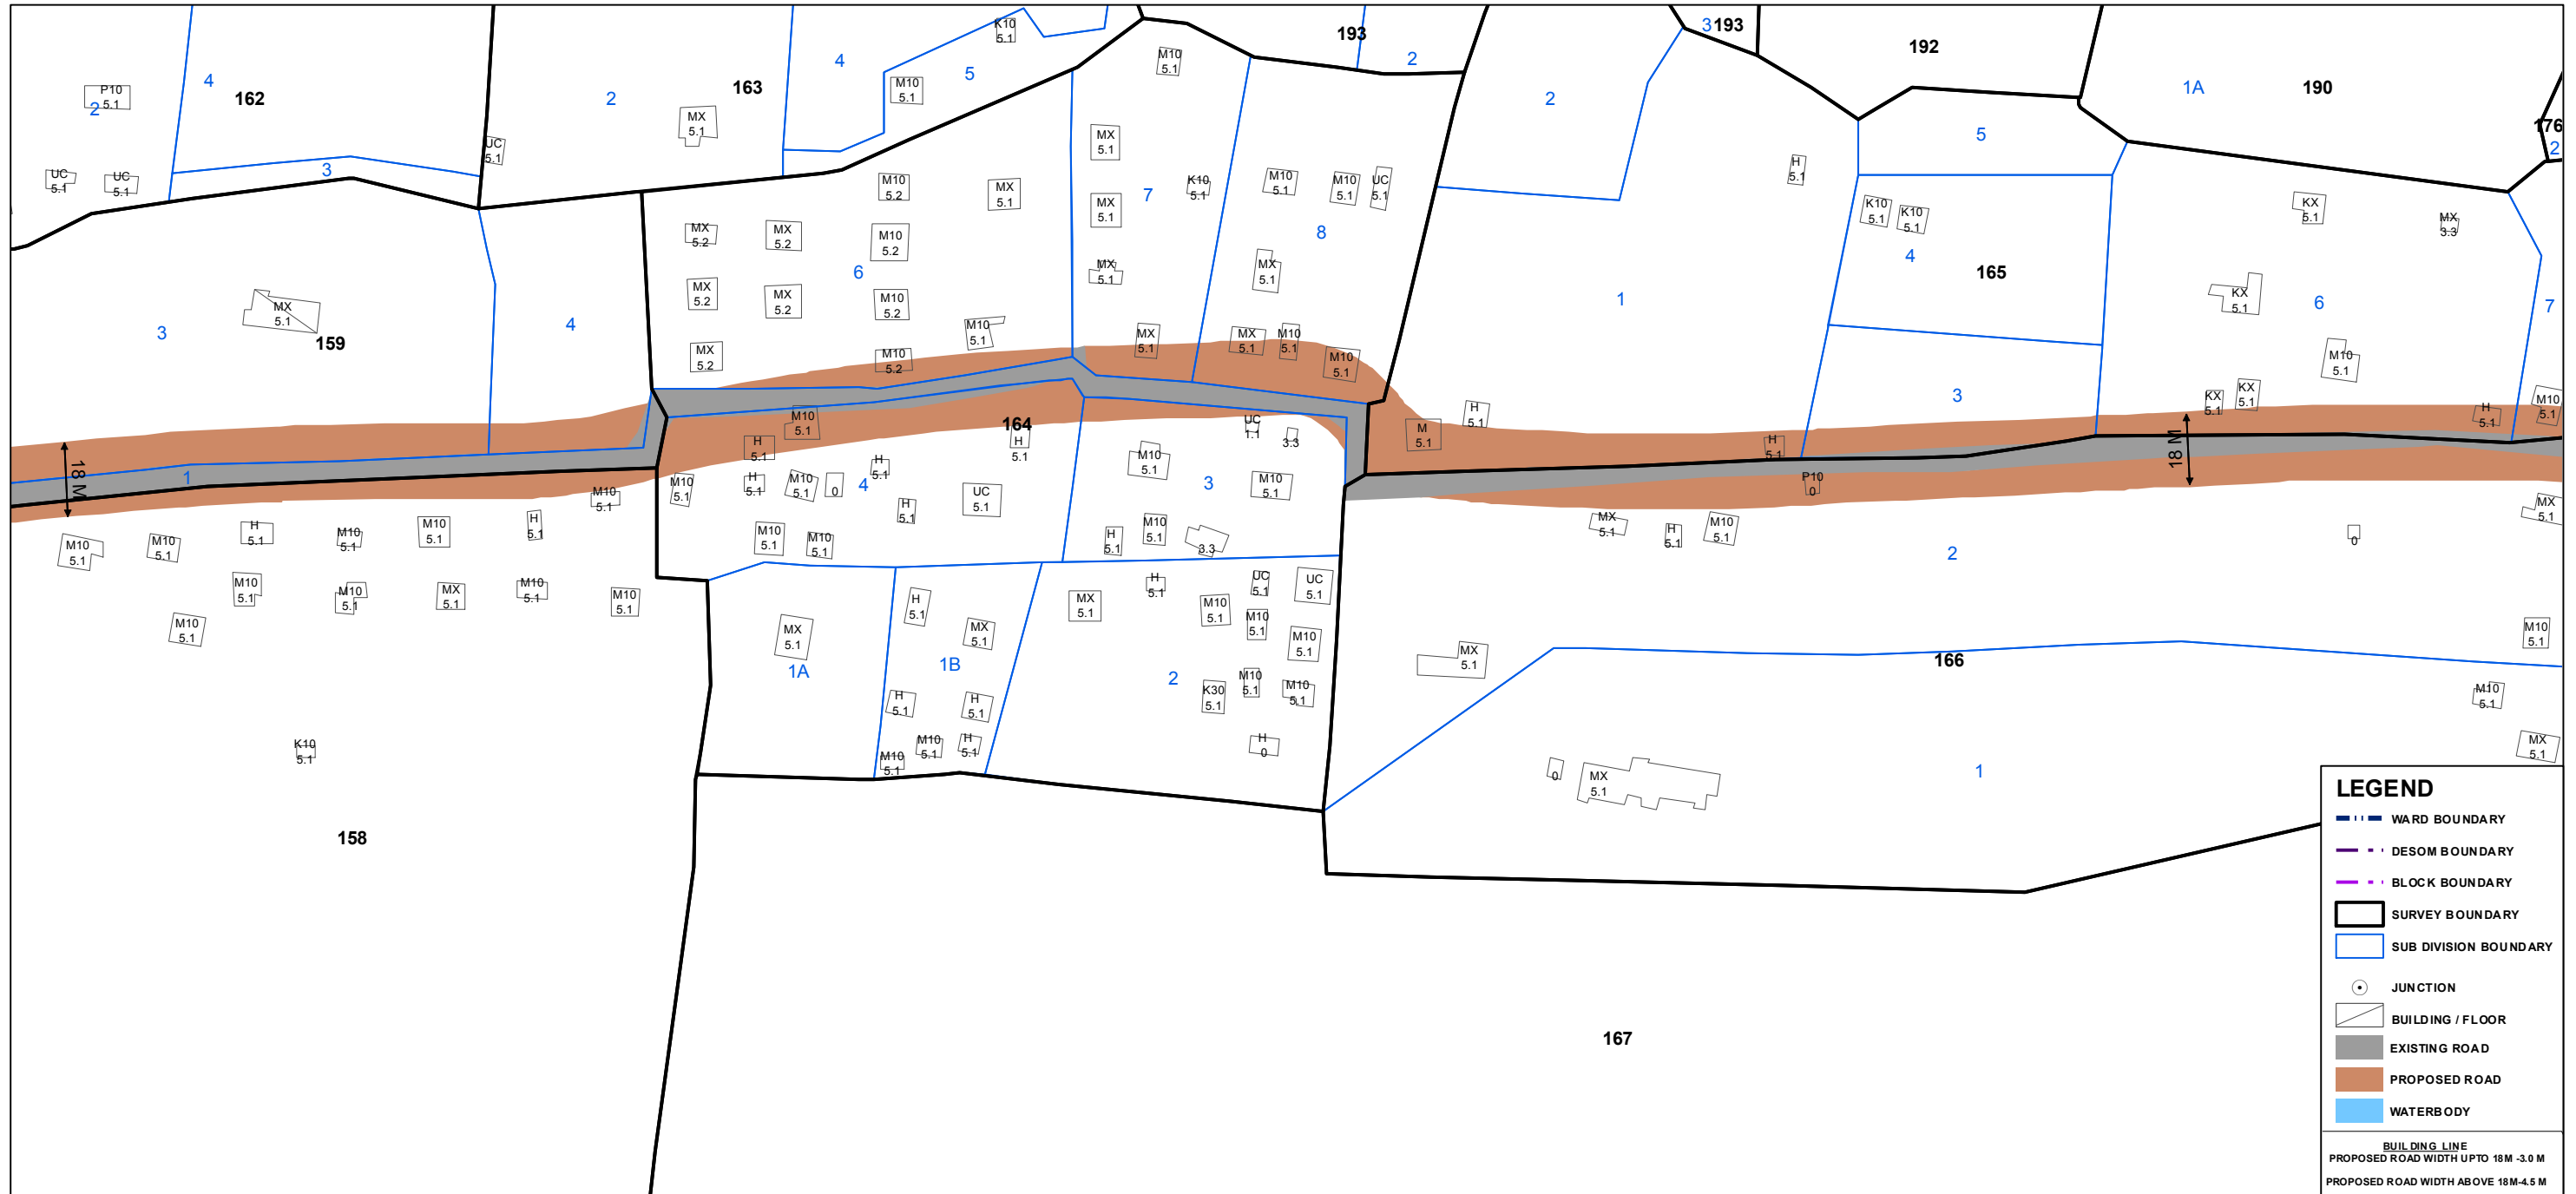 K10
5.1
3
193
193
192
4
2
M10
5.1
4
5
M10
5.1
2
162
P10
5.1
2
2
163
MX
5.1
2
1A
190
176
2
5
UC
5.1
UC
5.1
UC
5.1
3
MX
5.1
H
5.1
M10
5.2
MX
5.1
K10
5.1
7
M10
5.1
M10
5.1
UC
5.1
MX
5.1
K10
5.1
K10
5.1
KX
5.1
MX
3.3
MX
5.2
MX
5.2
M10
5.2
8
4
165
6
MX
5.1
MX
5.1
MX
5.2
MX
5.2
M10
5.2
KX
5.1
6
7
1
MX
5.1
3
159
4
M10
5.1
MX
5.1
MX
5.1
M10
5.1
M10
5.1
MX
5.2
M10
5.2
M10
5.1
3
KX
5.1
KX
5.1
M10
5.1
M10
5.1
164
H
5.1
UC
1.1
3.3
M
5.1
H
5.1
H
5.1
H
5.1
H
5.1
18 M
18 M
1
M10
5.1
M10
5.1
H
5.1
M10
5.1
0
4
H
5.1
H
5.1
UC
5.1
M10
5.1
3
M10
5.1
P10
0
MX
5.1
M10
5.1
M10
5.1
H
5.1
M10
5.1
M10
5.1
H
5.1
M10
5.1
M10
5.1
H
5.1
M10
5.1
3.3
MX
5.1
H
5.1
M10
5.1
2
0
M10
5.1
M10
5.1
MX
5.1
M10
5.1
M10
5.1
M10
5.1
H
5.1
MX
5.1
H
5.1
UC
5.1
UC
5.1
M10
5.1
M10
5.1
M10
5.1
M10
5.1
MX
5.1
1A
MX
5.1
1B
2
MX
5.1
166
H
5.1
H
5.1
K30
5.1
M10
5.1
M10
5.1
M10
5.1
K10
5.1
M10
5.1
M10
5.1
H
5.1
H
0
0
MX
5.1
1
MX
5.1
158
167
LEGEND
WARD BOUNDARY
DESOM BOUNDARY
BLOCK BOUNDARY
SURVEY BOUNDARY
SUB DIVISION BOUNDARY
JUNCTION
BUILDING / FLOOR
EXISTING ROAD
PROPOSED ROAD
WATERBODY
BUILDING LINE
PROPOSED ROAD WIDTH UPTO 18M -3.0 M
PROPOSED ROAD WIDTH ABOVE 18M-4.5 M